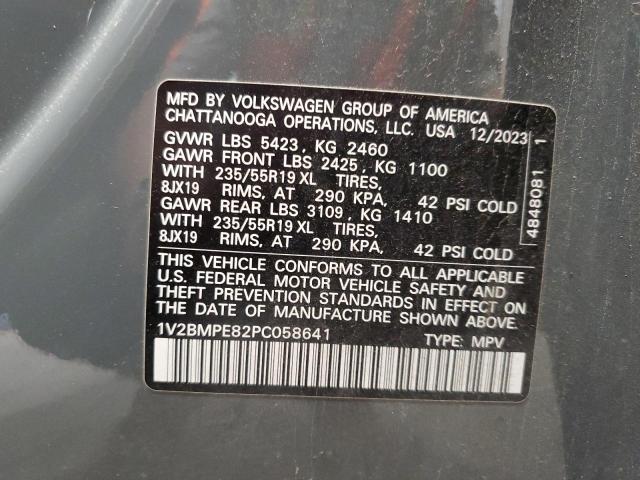 MFD BY VOLKSWAGEN GROUP OF AMERICA
CHATTANOOGA OPERATIONS, LLC. USA 12/2023
GVWR LBS 5423, KG 2460
GAWR FRONT LBS 2425, KG 1100
WITH 235/55R19 XL TIRES,
8JX19 RIMS, AT 290 KPA, 42 PSI COLD
GAWR REAR LBS 3109, KG 1410
WITH 235/55R19 XL TIRES,
8JX19 RIMS, AT 290 KPA, 42 PSI COLD
THIS VEHICLE CONFORMS TO ALL APPLICABLE
U.S. FEDERAL MOTOR VEHICLE SAFETY AND
THEFT PREVENTION STANDARDS IN EFFECT ON
THE DATE OF MANUFACTURE SHOWN ABOVE.
1V2BMPE82PC058641 TYPE: MPV
4848081 1